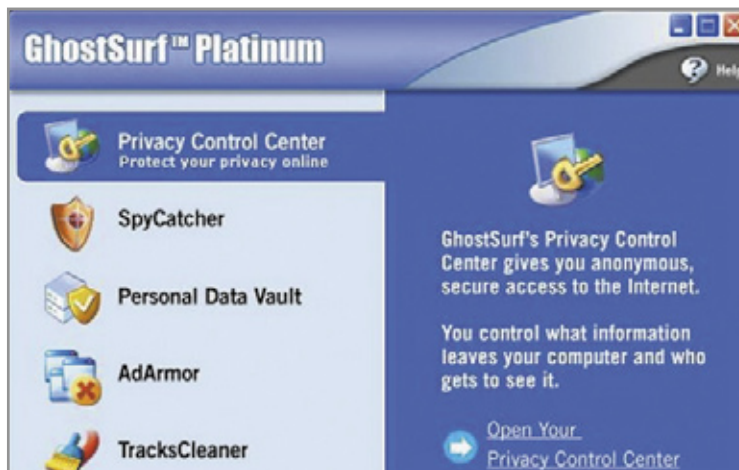 GhostSurf™ Platinum
Help
Privacy Control Center
Protect your privacy online
SpyCatcher
Personal Data Vault
AdArmor
TracksCleaner
GhostSurf's Privacy Control
Center gives you anonymous,
secure access to the Internet.
You control what information
leaves your computer and who
gets to see it.
Open Your
Privacy Control Center